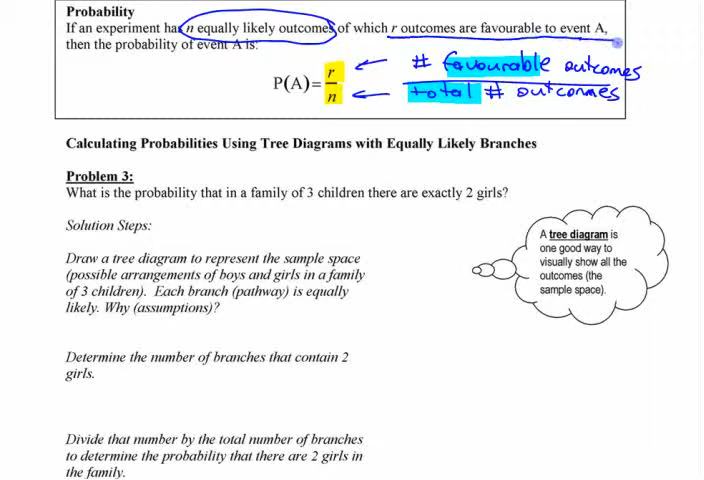 Probability
If an experiment has n equally likely outcomes of which r outcomes are favourable to event A,
then the probability of event A is:
P(A)= r/n
← # favourable outcomes
← total # outcomes
Calculating Probabilities Using Tree Diagrams with Equally Likely Branches
Problem 3:
What is the probability that in a family of 3 children there are exactly 2 girls?
Solution Steps:
Draw a tree diagram to represent the sample space
(possible arrangements of boys and girls in a family
of 3 children). Each branch (pathway) is equally
likely. Why (assumptions)?
A tree diagram is
one good way to
visually show all the
outcomes (the
sample space).
Determine the number of branches that contain 2
girls.
Divide that number by the total number of branches
to determine the probability that there are 2 girls in
the family.